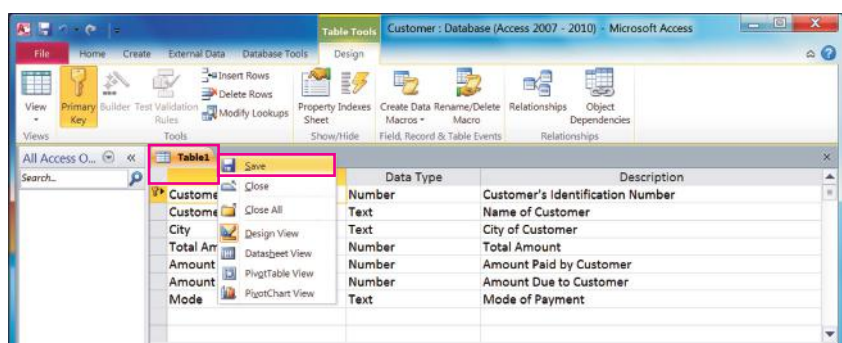 Table Tools
Customer : Database (Access 2007 - 2010) - Microsoft Access
File Home Create External Data Database Tools Design
View
Primary Key
Builder
Test Validation Rules
Insert Rows
Delete Rows
Modify Lookups
Property Sheet
Indexes
Create Data Macros
Rename/Delete Macro
Relationships
Object Dependencies
Views Tools Show/Hide Field, Record & Table Events Relationships
All Access O... «
Search...
Table1
Save
Close
Close All
Design View
Datasheet View
PivotTable View
PivotChart View
Data Type Description
Custome Number Customer's Identification Number
Custome Text Name of Customer
City Text City of Customer
Total Am Number Total Amount
Amount Number Amount Paid by Customer
Amount Number Amount Due to Customer
Mode Text Mode of Payment